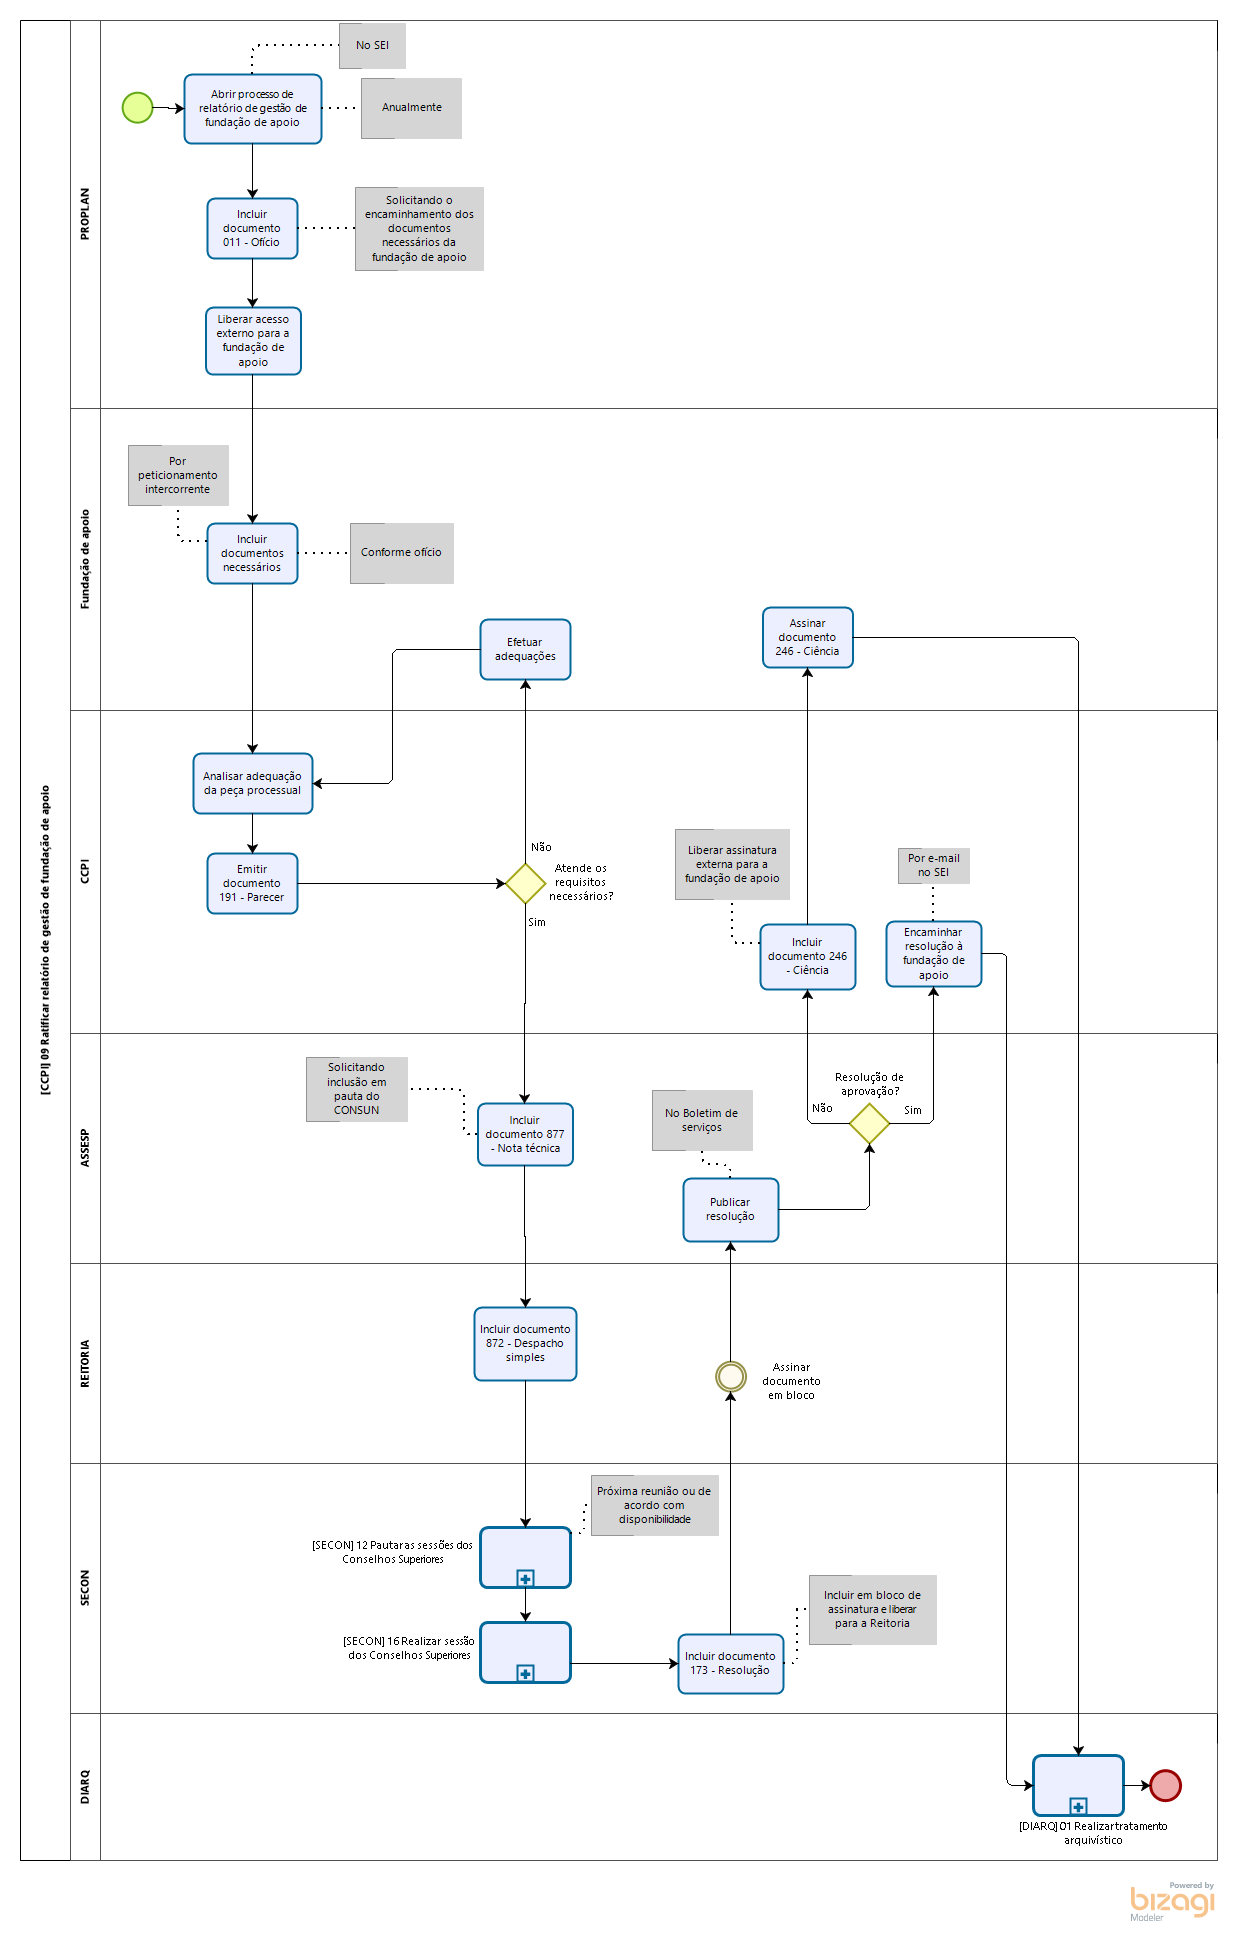 [CCPI] 09 Ratificar relatório de gestão de fundação de apoio
PROPLAN
No SEI
Abrir processo de
relatório de gestão de
fundação de apoio
Anualmente
Incluir
documento
011 - Ofício
Solicitando o
encaminhamento dos
documentos
necessários da
fundação de apoio
Liberar acesso
externo para a
fundação de
apoio
Fundação de apoio
Por
peticionamento
intercorrente
Incluir
documentos
necessários
Conforme ofício
Efetuar
adequações
Assinar
documento
246 - Ciência
CCPI
Analisar adequação
da peça processual
Emitir
documento
191 - Parecer
Não
Atende os
requisitos
necessários?
Sim
Liberar assinatura
externa para a
fundação de apoio
Incluir
documento 246
- Ciência
Por e-mail
no SEI
Encaminhar
resolução à
fundação de
apoio
ASSESP
Solicitando
inclusão em
pauta do
CONSUN
Incluir
documento 877
- Nota técnica
No Boletim de
serviços
Publicar
resolução
Resolução de
aprovação?
Não
Sim
REITORIA
Incluir documento
872 - Despacho
simples
Assinar
documento
em bloco
SECON
Próxima reunião ou de
acordo com
disponibilidade
[SECON] 12 Pautar as sessões dos
Conselhos Superiores
[SECON] 16 Realizar sessão
dos Conselhos Superiores
Incluir documento
173 - Resolução
Incluir em bloco de
assinatura e liberar
para a Reitoria
DIARQ
[DIARQ] 01 Realizar tratamento
arquivístico
Powered by
bizagi
Modeler